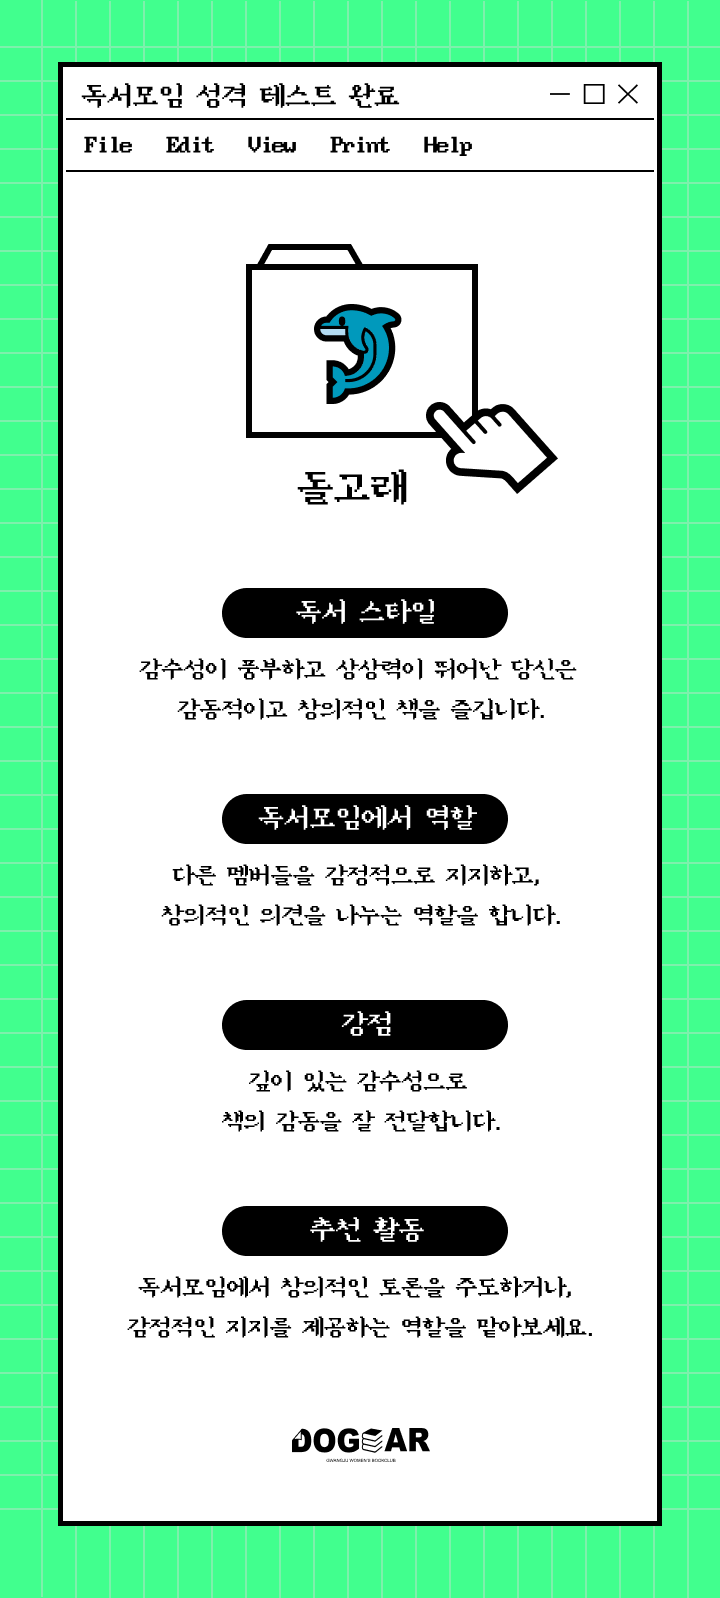 독서모임 성격 테스트 완료
File Edit View Print Help
돌고래
독서 스타일
감수성이 풍부하고 상상력이 뛰어난 당신은
감동적이고 창의적인 책을 즐깁니다.
독서모임에서 역할
다른 멤버들을 감정적으로 지지하고,
창의적인 의견을 나누는 역할을 합니다.
강점
깊이 있는 감수성으로
책의 감동을 잘 전달합니다.
추천 활동
독서모임에서 창의적인 토론을 주도하거나,
감정적인 지지를 제공하는 역할을 맡아보세요.
DOGEAR
GWANGJU WOMEN'S BOOKCLUB